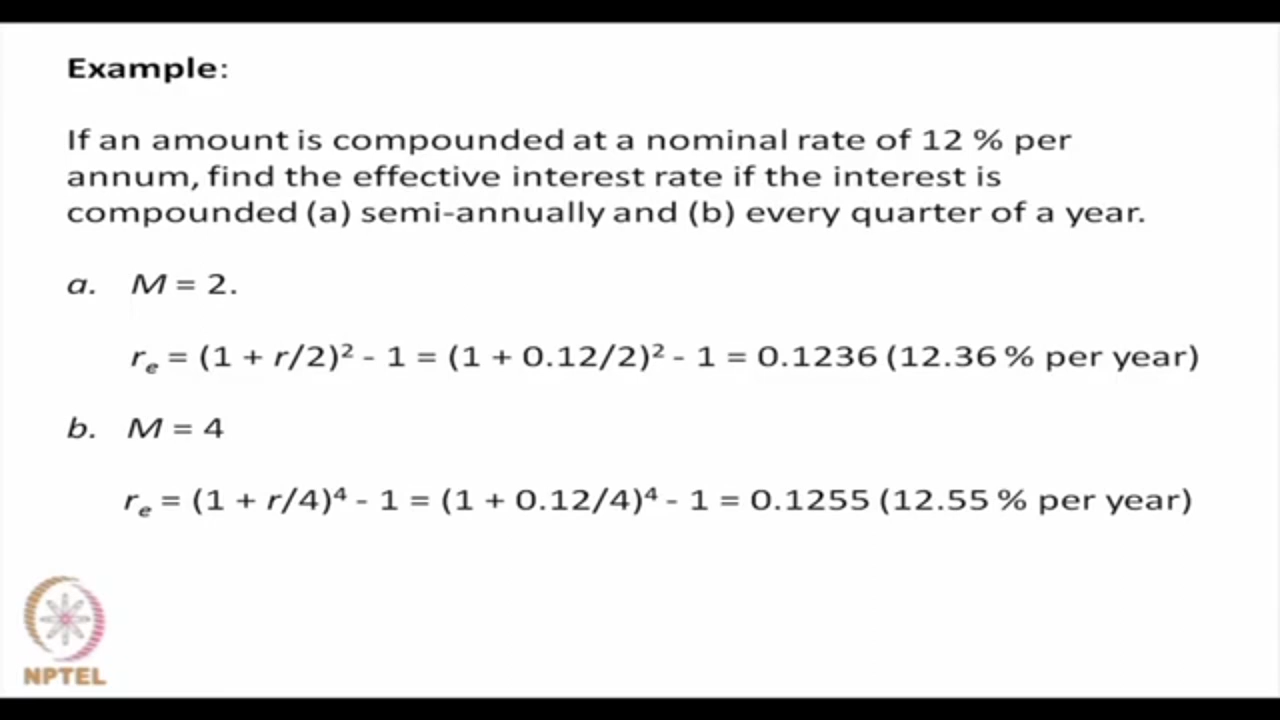 Example:
If an amount is compounded at a nominal rate of 12 % per
annum, find the effective interest rate if the interest is
compounded (a) semi-annually and (b) every quarter of a year.
a. M = 2.
rₑ = (1 + r/2)² - 1 = (1 + 0.12/2)² - 1 = 0.1236 (12.36 % per year)
b. M = 4
rₑ = (1 + r/4)⁴ - 1 = (1 + 0.12/4)⁴ - 1 = 0.1255 (12.55 % per year)
NPTEL